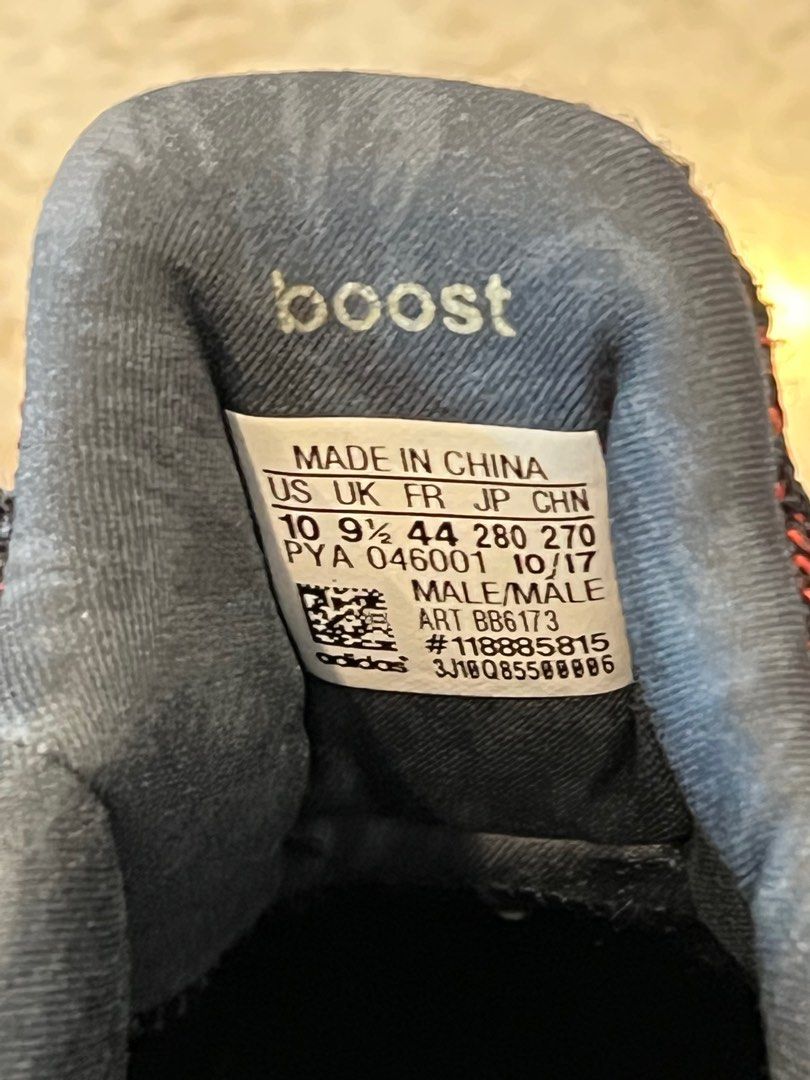 boost
MADE IN CHINA
US UK FR JP CHN
10 9½ 44 280 270
PYA 046001 10/17
MALE/MÂLE
ART BB6173
#118885815
adidas 3J10Q85500006